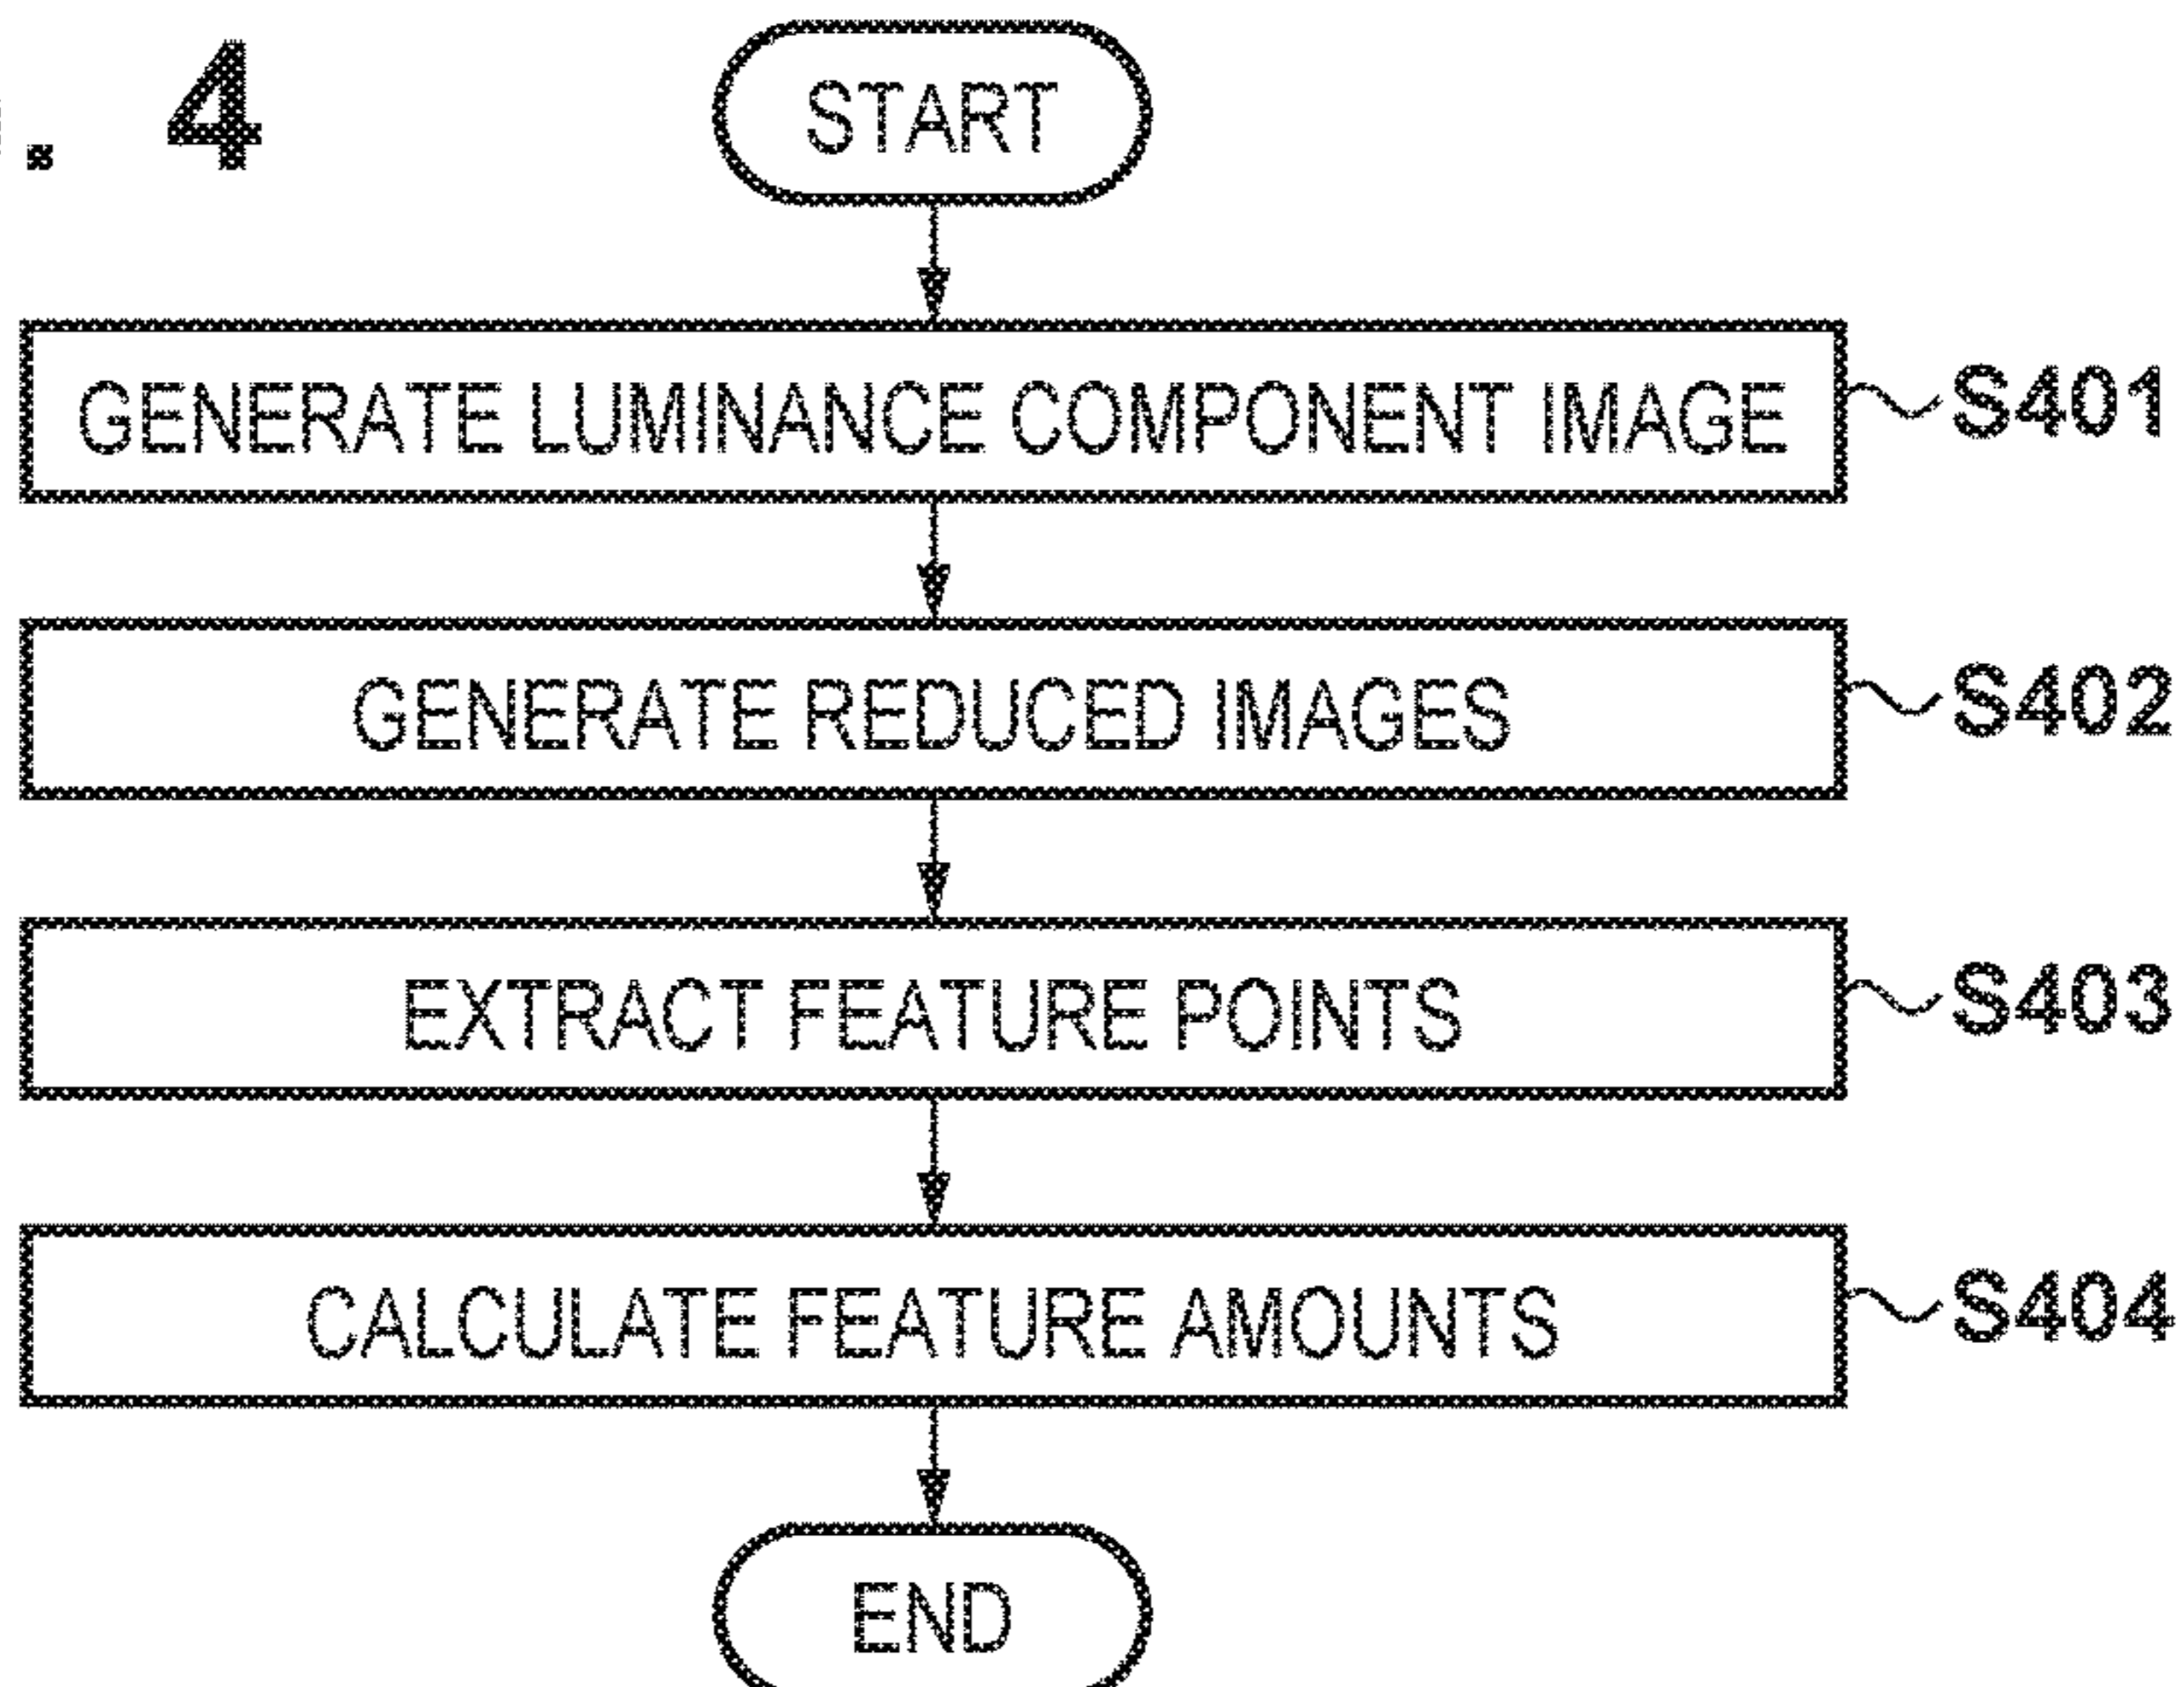 . 4
START
GENERATE LUMINANCE COMPONENT IMAGE S401
GENERATE REDUCED IMAGES S402
EXTRACT FEATURE POINTS S403
CALCULATE FEATURE AMOUNTS S404
END